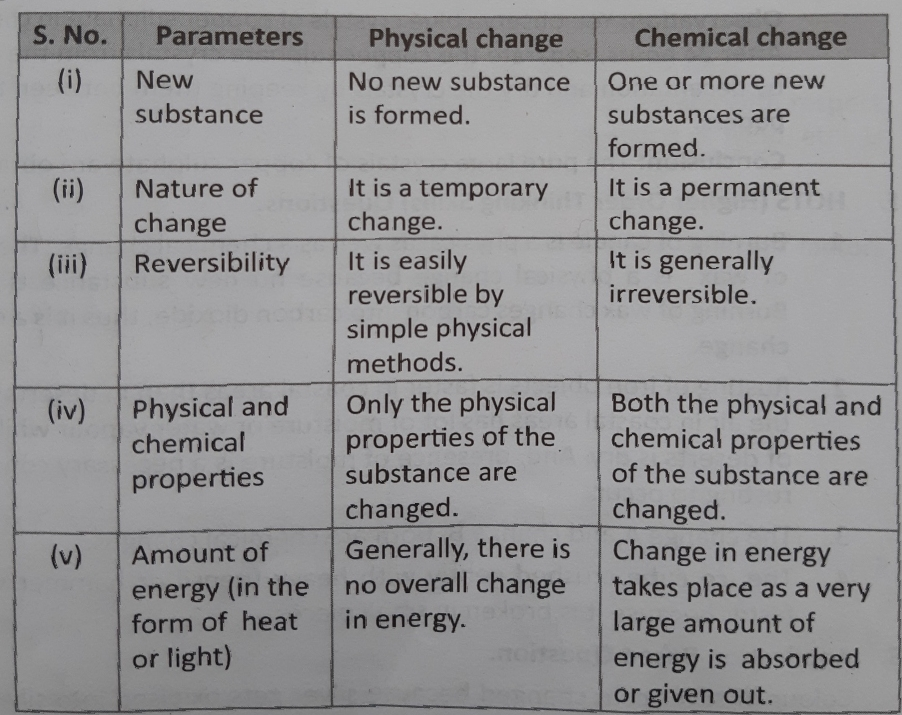 S. No. Parameters Physical change Chemical change
(i) New substance No new substance is formed. One or more new substances are formed.
(ii) Nature of change It is a temporary change. It is a permanent change.
(iii) Reversibility It is easily reversible by simple physical methods. It is generally irreversible.
(iv) Physical and chemical properties Only the physical properties of the substance are changed. Both the physical and chemical properties of the substance are changed.
(v) Amount of energy (in the form of heat or light) Generally, there is no overall change in energy. Change in energy takes place as a very large amount of energy is absorbed or given out.